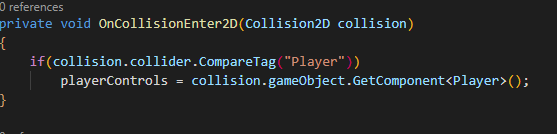 0 references
private void OnCollisionEnter2D(Collision2D collision)
{
if(collision.collider.CompareTag("Player"))
playerControls = collision.gameObject.GetComponent<Player>();
}